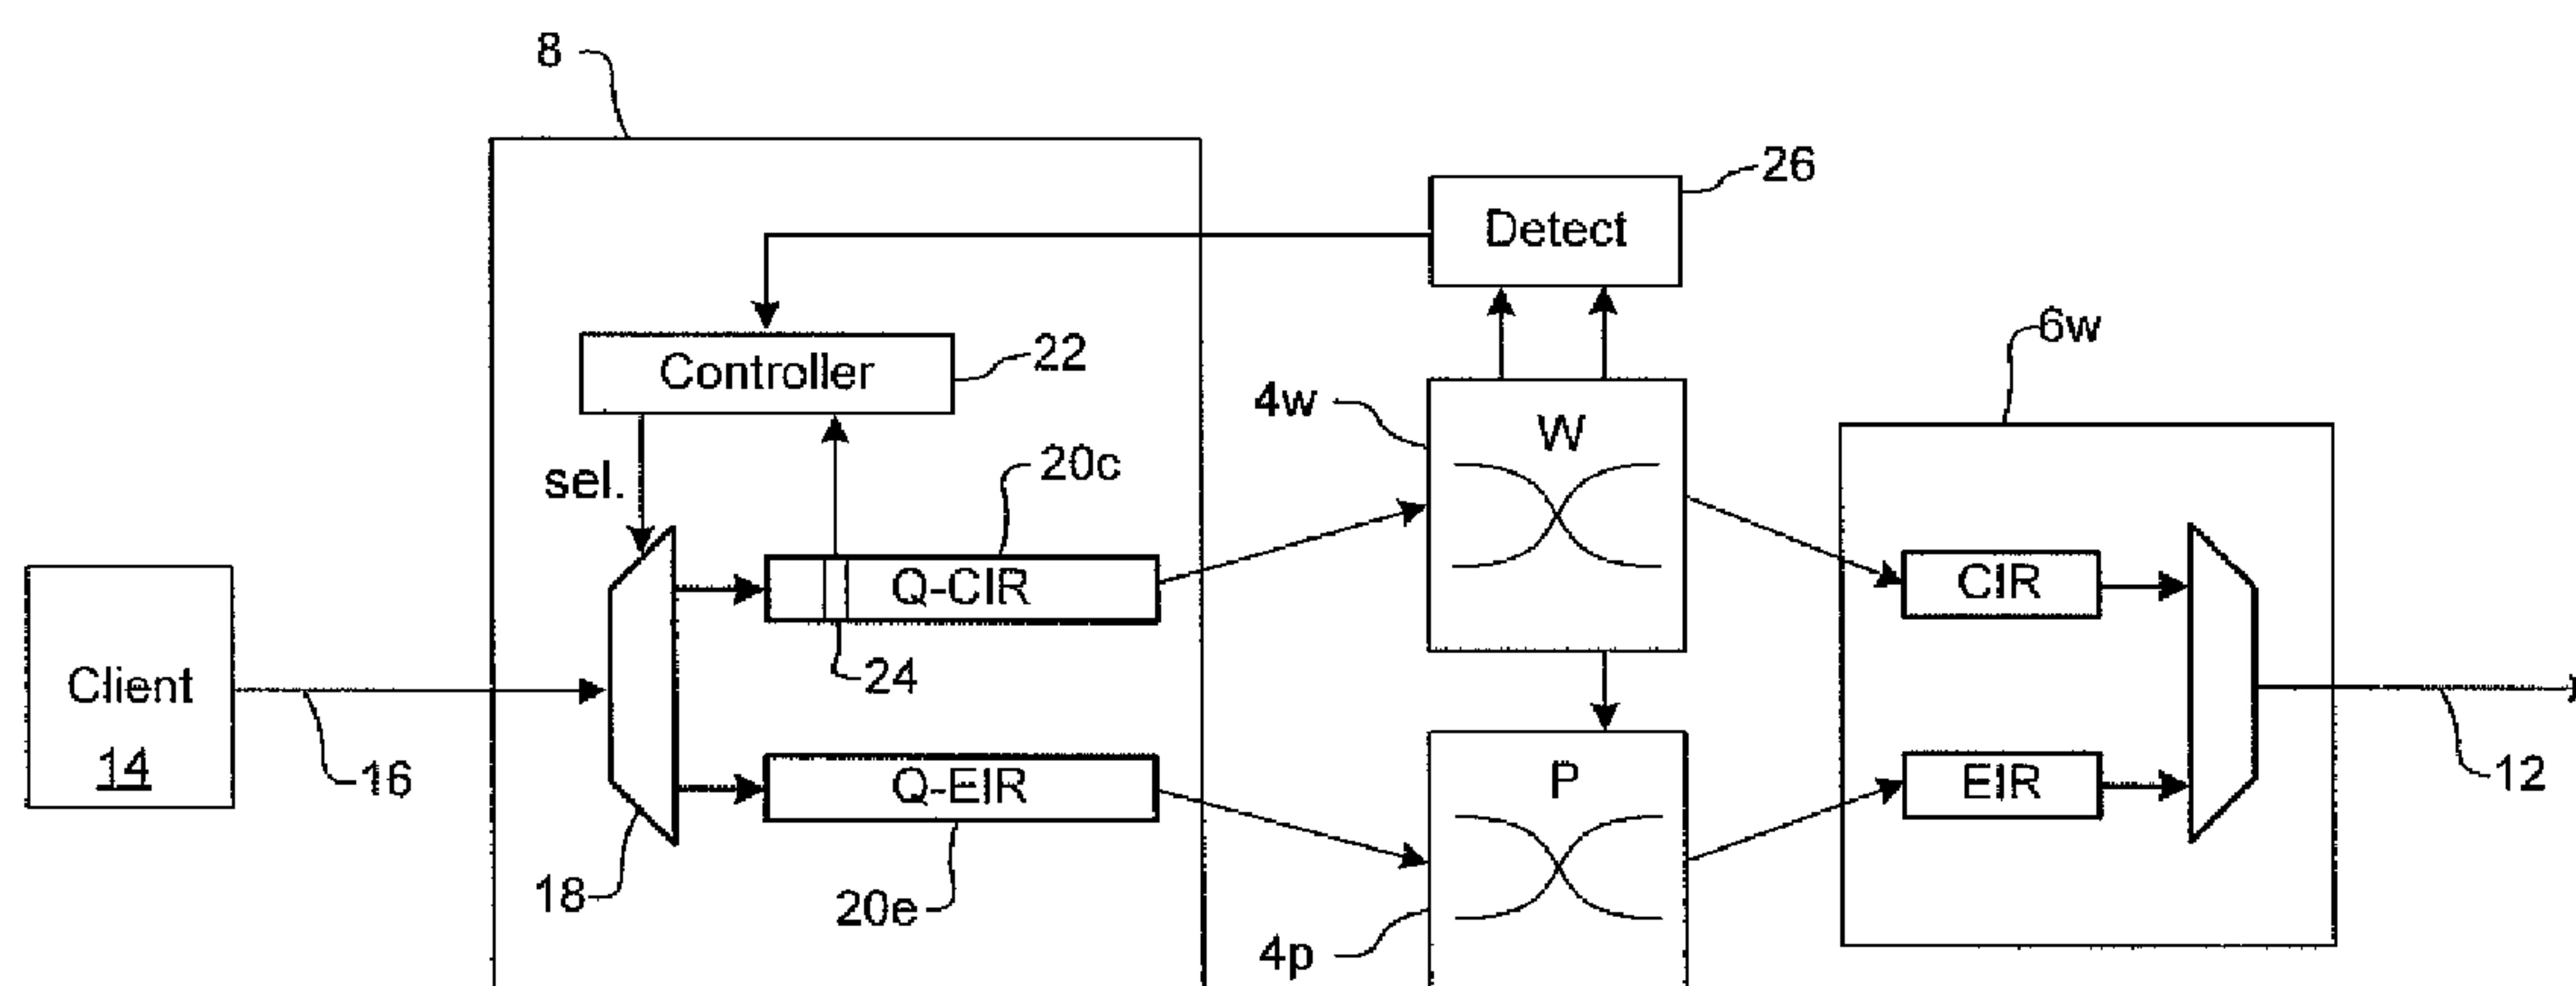 8
26
Detect
6w
Controller
22
4w
W
sel.
20c
Q-CIR
CIR
24
Client
14
16
12
Q-EIR
P
EIR
18
20e
4p